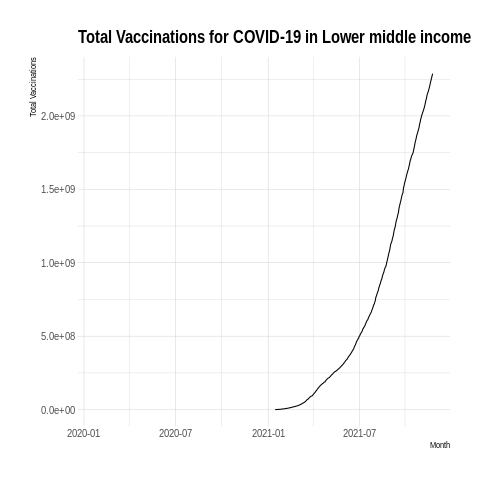 Total Vaccinations for COVID-19 in Lower middle income
Total Vaccinations
2.0e+09
1.5e+09
1.0e+09
5.0e+08
0.0e+00
2020-01 2020-07 2021-01 2021-07
Month